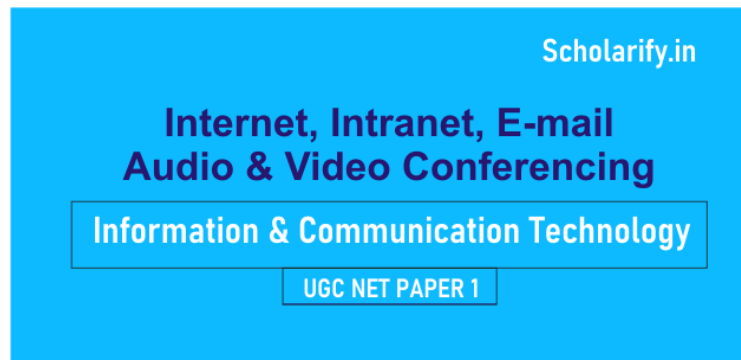 Scholarify.in
Internet, Intranet, E-mail
Audio & Video Conferencing
Information & Communication Technology
UGC NET PAPER 1